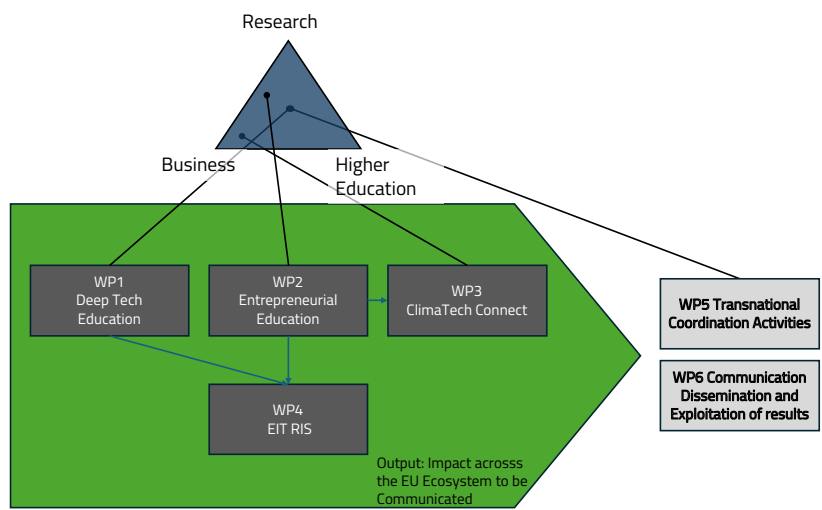 Research
Business
Higher
Education
WP1
Deep Tech
Education
WP2
Entrepreneurial
Education
WP3
ClimaTech Connect
WP4
EIT RIS
WP5 Transnational
Coordination Activities
WP6 Communication
Dissemination and
Exploitation of results
Output: Impact acrosss
the EU Ecosystem to be
Communicated